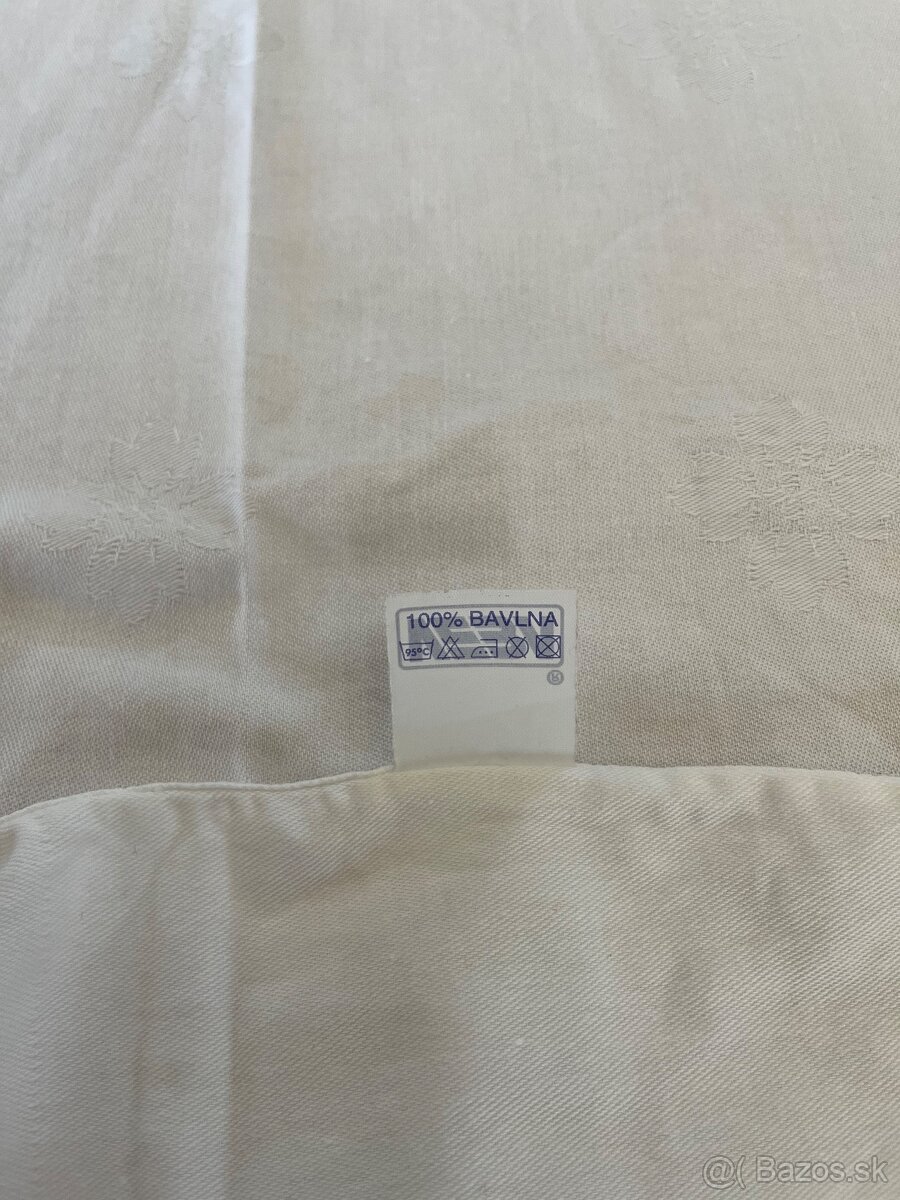 100% BAVLNA
95°C
®
@( Bazos.sk